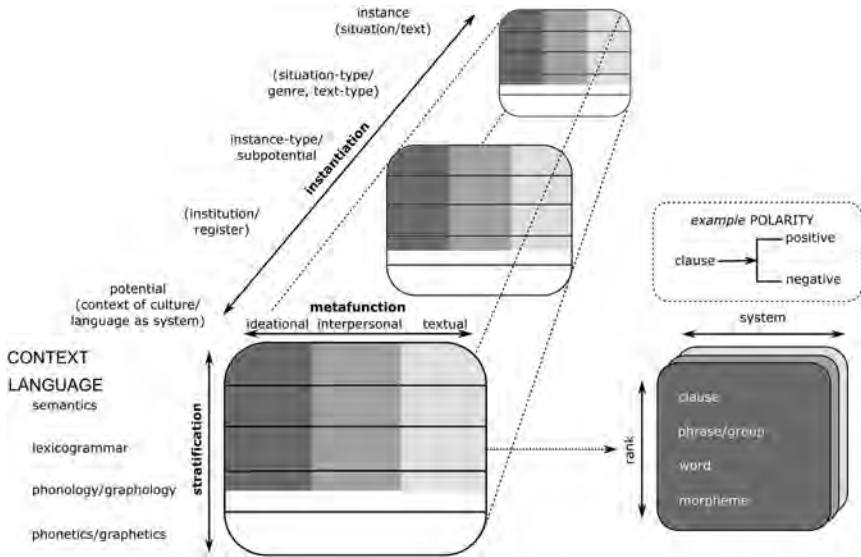 instance
(situation/text)
(situation-type/
genre, text-type)
instance-type/
subpotential
instantiation
(institution/
register)
potential
(context of culture/
language as system)
metafunction
ideational interpersonal textual
CONTEXT
LANGUAGE
semantics
lexicogrammar
phonology/graphology
phonetics/graphetics
stratification
example POLARITY
positive
clause
negative
system
rank
clause
phrase/group
word
morpheme